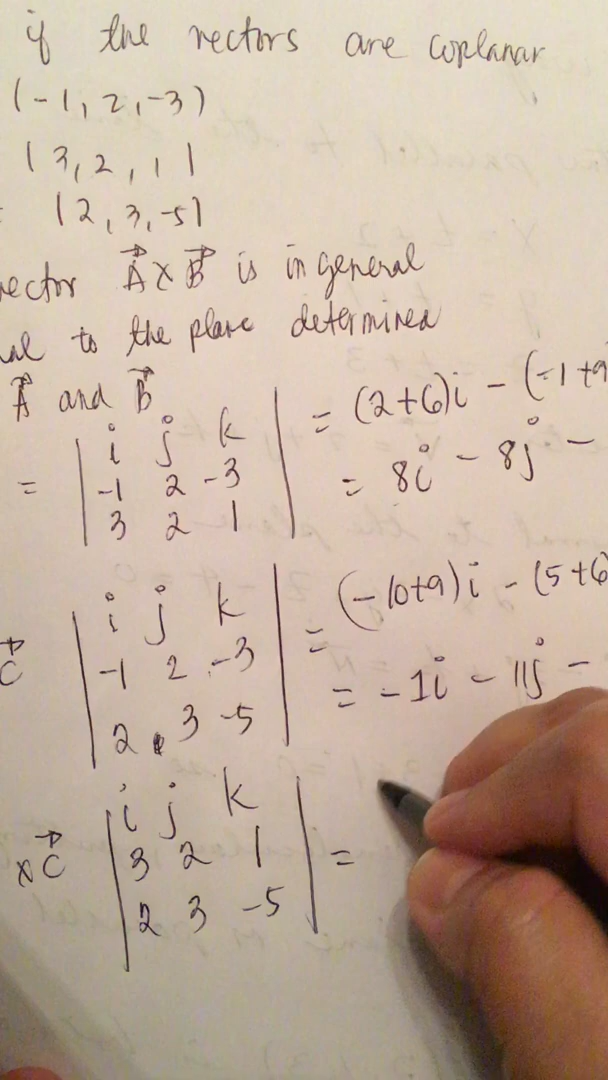 if the vectors are coplanar
(-1, 2, -3)
(3, 2, 1)
= (2, 3, -5)
vector A⃗ x B⃗ is in general
nal to the plane determined
A⃗ and B⃗
= | i j k | = (2+6)i - (-1+9
-1 2 -3 = 8i - 8j -
3 2 1
C⃗ | i j k | = (-10+9)i - (5+6
-1 2 -3 = -1i - 11j -
2 3 -5
x C⃗ | i j k | =
3 2 1
2 3 -5